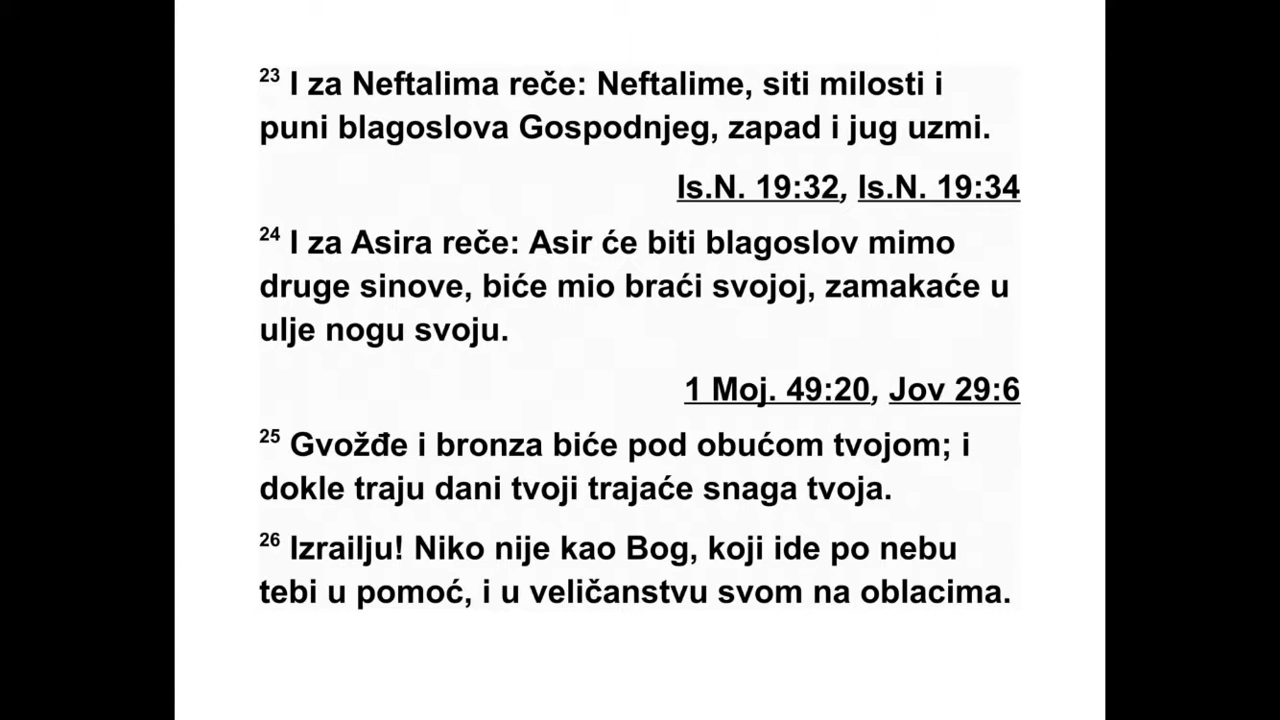 23 I za Neftalima reče: Neftalime, siti milosti i
puni blagoslova Gospodnjeg, zapad i jug uzmi.
Is.N. 19:32, Is.N. 19:34
24 I za Asira reče: Asir će biti blagoslov mimo
druge sinove, biće mio braći svojoj, zamakaće u
ulje nogu svoju.
1 Moj. 49:20, Jov 29:6
25 Gvožđe i bronza biće pod obućom tvojom; i
dokle traju dani tvoji trajaće snaga tvoja.
26 Izrailju! Niko nije kao Bog, koji ide po nebu
tebi u pomoć, i u veličanstvu svom na oblacima.